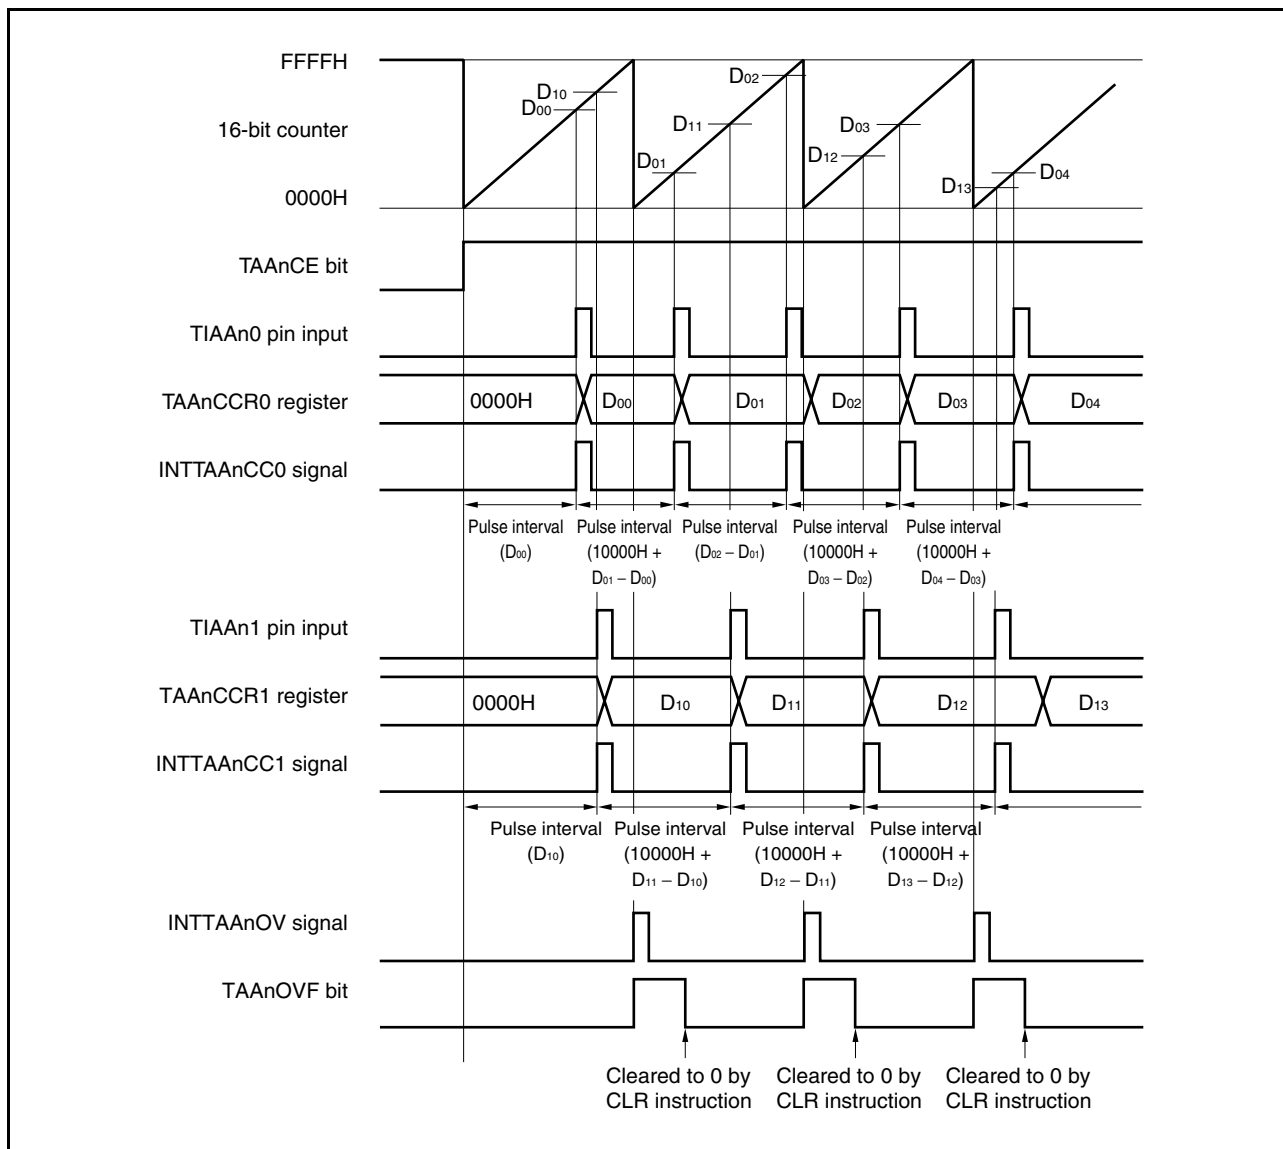 FFFFH
D10
D00
D02
16-bit counter
D11
D03
D12
D01
D13
D04
0000H
TAAnCE bit
TIAAn0 pin input
TAAnCCR0 register
0000H D00 D01 D02 D03 D04
INTTAAnCC0 signal
Pulse interval
(D00)
Pulse interval
(10000H +
D01 – D00)
Pulse interval
(D02 – D01)
Pulse interval
(10000H +
D03 – D02)
Pulse interval
(10000H +
D04 – D03)
TIAAn1 pin input
TAAnCCR1 register
0000H D10 D11 D12 D13
INTTAAnCC1 signal
Pulse interval
(D10)
Pulse interval
(10000H +
D11 – D10)
Pulse interval
(10000H +
D12 – D11)
Pulse interval
(10000H +
D13 – D12)
INTTAAnOV signal
TAAnOVF bit
Cleared to 0 by
CLR instruction
Cleared to 0 by
CLR instruction
Cleared to 0 by
CLR instruction